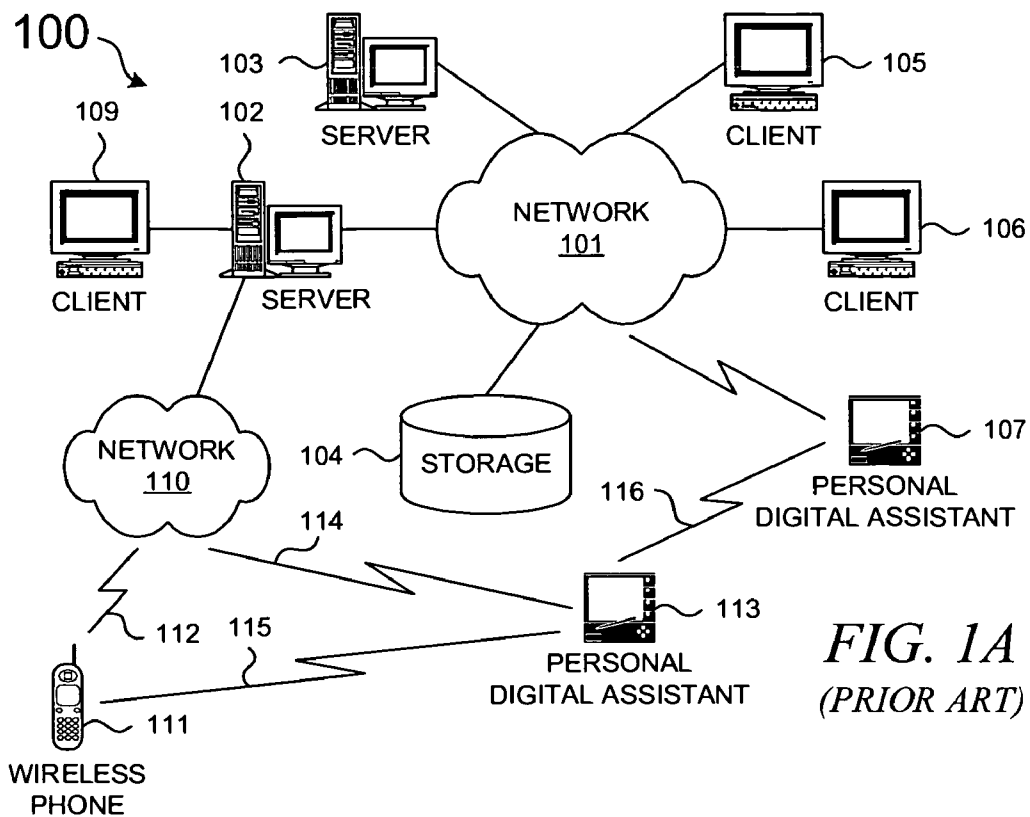 100
103
SERVER
105
CLIENT
109
CLIENT
102
SERVER
NETWORK
101
106
CLIENT
NETWORK
110
104
STORAGE
107
PERSONAL
DIGITAL ASSISTANT
116
114
113
PERSONAL
DIGITAL ASSISTANT
112
115
111
WIRELESS
PHONE
FIG. 1A
(PRIOR ART)